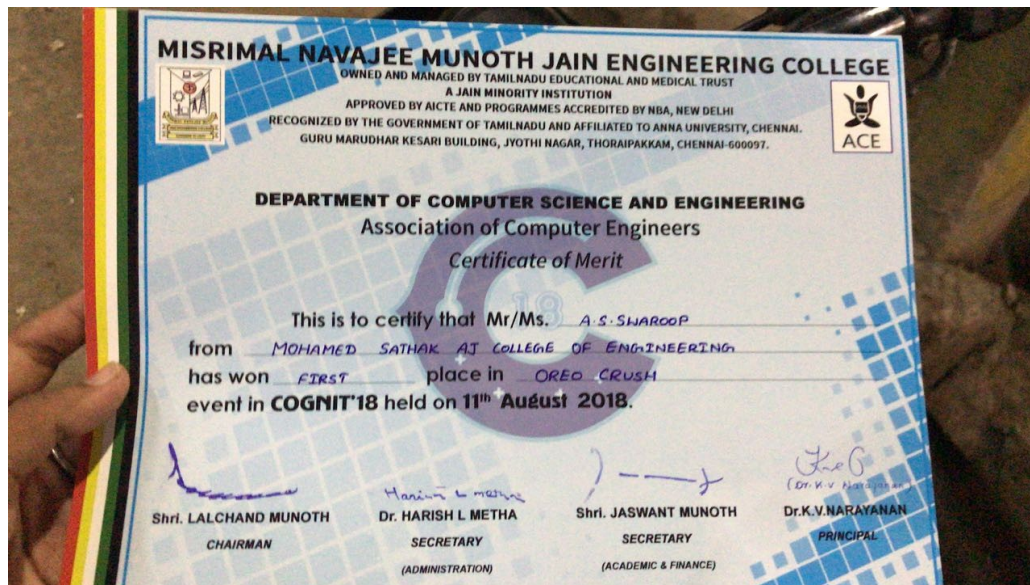 MISRIMAL NAVAJEE MUNOTH JAIN ENGINEERING COLLEGE
OWNED AND MANAGED BY TAMILNADU EDUCATIONAL AND MEDICAL TRUST
A JAIN MINORITY INSTITUTION
APPROVED BY AICTE AND PROGRAMMES ACCREDITED BY NBA, NEW DELHI
RECOGNIZED BY THE GOVERNMENT OF TAMILNADU AND AFFILIATED TO ANNA UNIVERSITY, CHENNAI.
GURU MARUDHAR KESARI BUILDING, JYOTHI NAGAR, THORAIPAKKAM, CHENNAI-600097.
ACE
DEPARTMENT OF COMPUTER SCIENCE AND ENGINEERING
Association of Computer Engineers
Certificate of Merit
18
This is to certify that Mr/Ms. A.S.SWAROOP
from MOHAMED SATHAK AJ COLLEGE OF ENGINEERING
has won FIRST place in OREO CRUSH
event in COGNIT'18 held on 11th August 2018.
Harish L metha
(Dr.K.V Narayanan)
Shri. LALCHAND MUNOTH Dr. HARISH L METHA Shri. JASWANT MUNOTH Dr.K.V.NARAYANAN
CHAIRMAN SECRETARY SECRETARY PRINCIPAL
(ADMINISTRATION) (ACADEMIC & FINANCE)